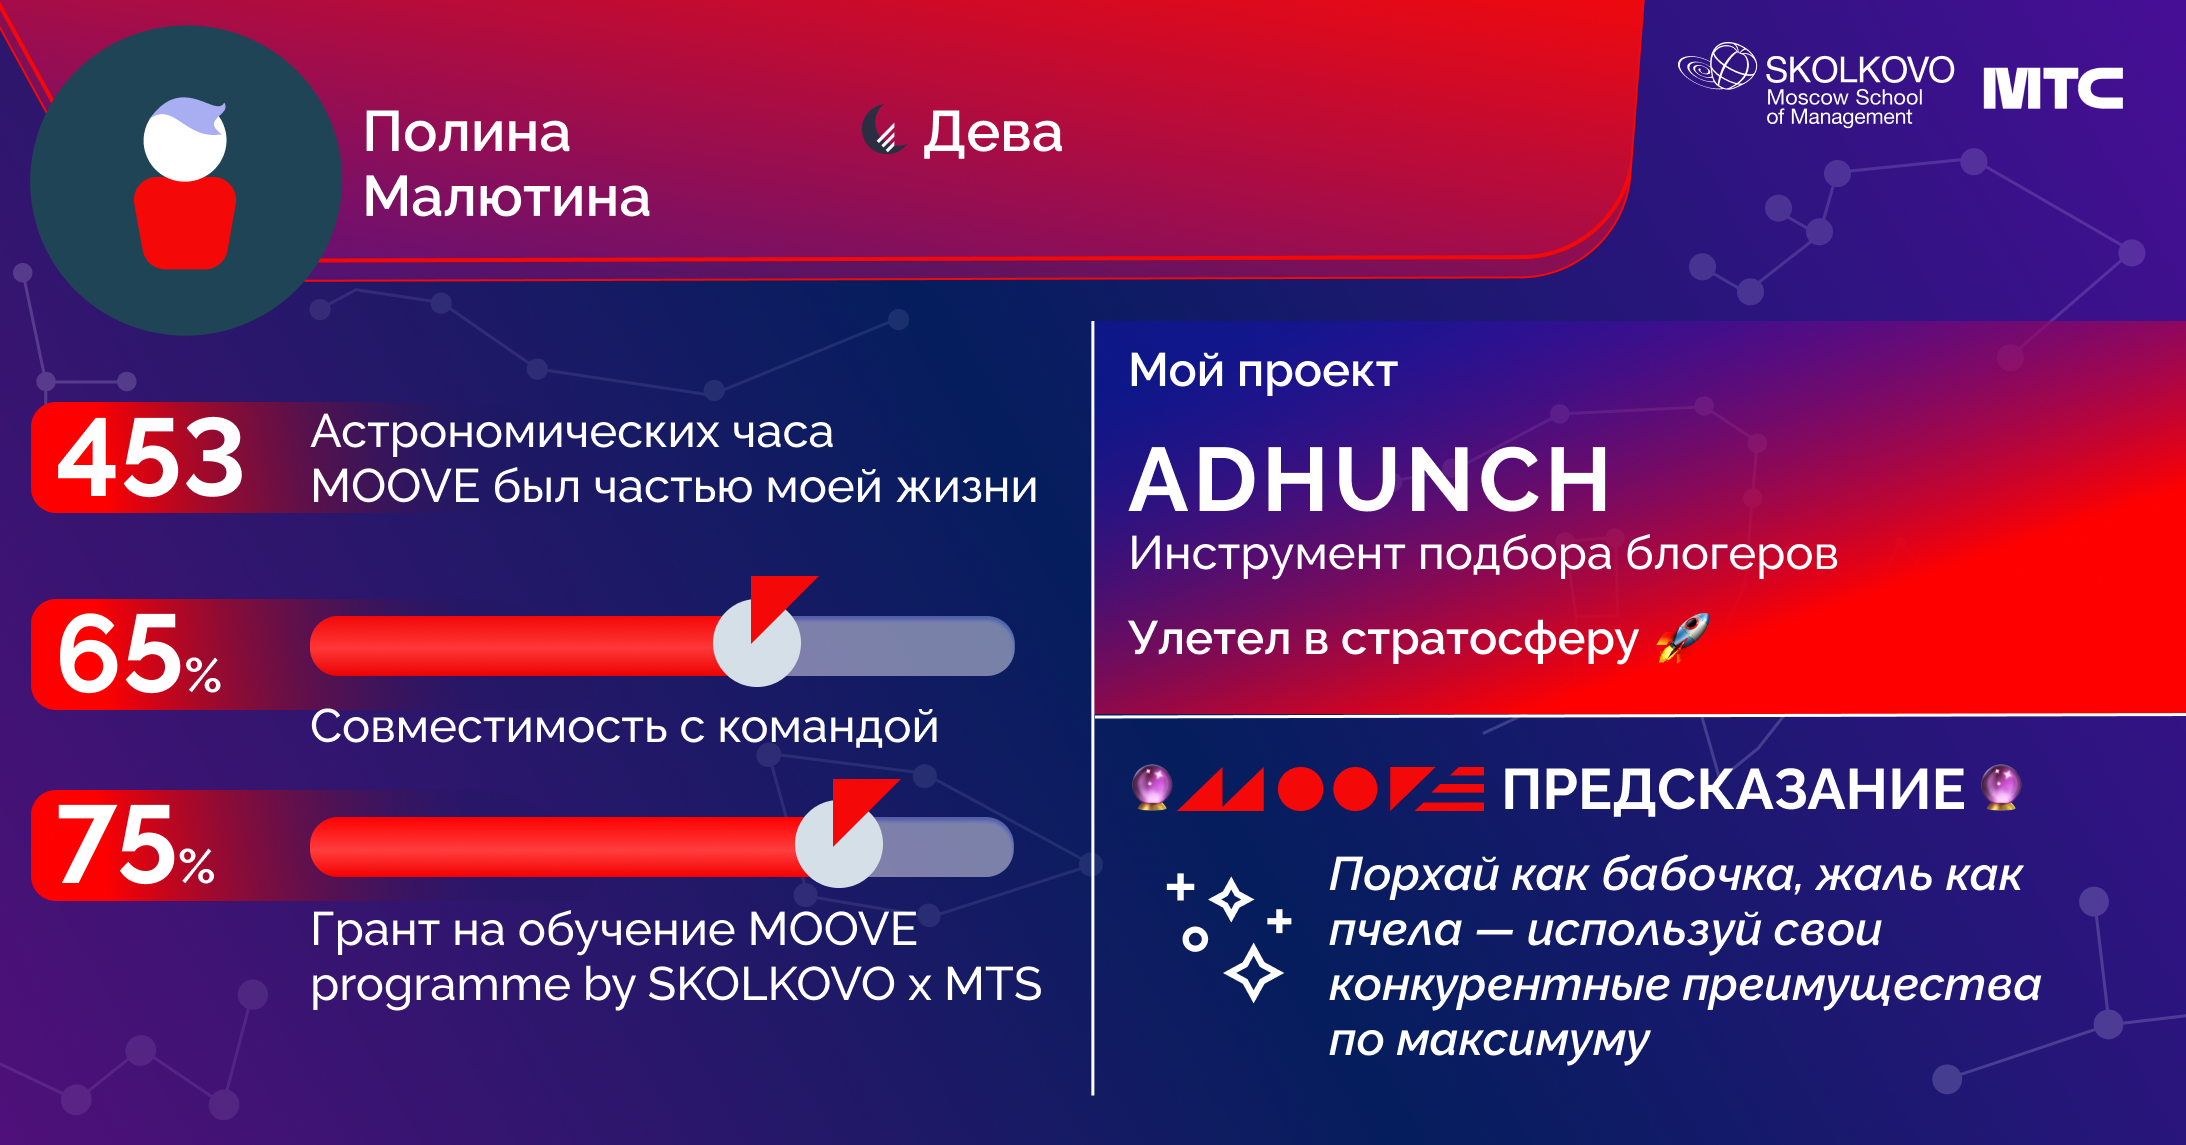 Полина
Малютина
Дева
SKOLKOVO
Moscow School
of Management
МТС
453
Астрономических часа
MOOVE был частью моей жизни
65%
Совместимость с командой
75%
Грант на обучение MOOVE
programme by SKOLKOVO x MTS
Мой проект
ADHUNCH
Инструмент подбора блогеров
Улетел в стратосферу 🚀
🔮 MOOVE ПРЕДСКАЗАНИЕ 🔮
Порхай как бабочка, жаль как
пчела — используй свои
конкурентные преимущества
по максимуму